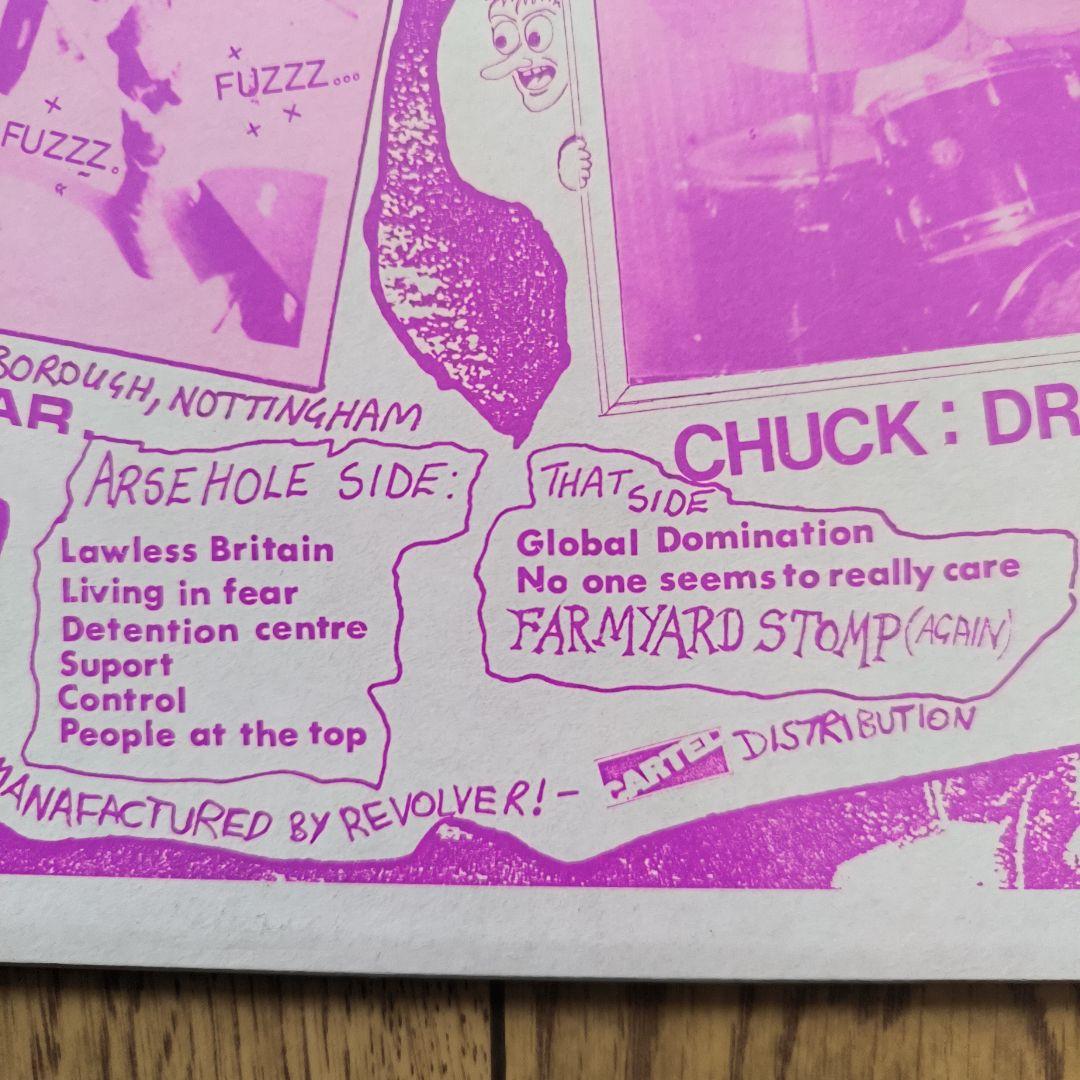 FUZZZ...
FUZZZ.
BOROUGH, NOTTINGHAM
AR.
CHUCK: DR
ARSEHOLE SIDE:
Lawless Britain
Living in fear
Detention centre
Suport
Control
People at the top
THAT SIDE
Global Domination
No one seems to really care
FARMYARD STOMP (AGAIN)
MANAFACTURED BY REVOLVER! - CARTEL DISTRIBUTION